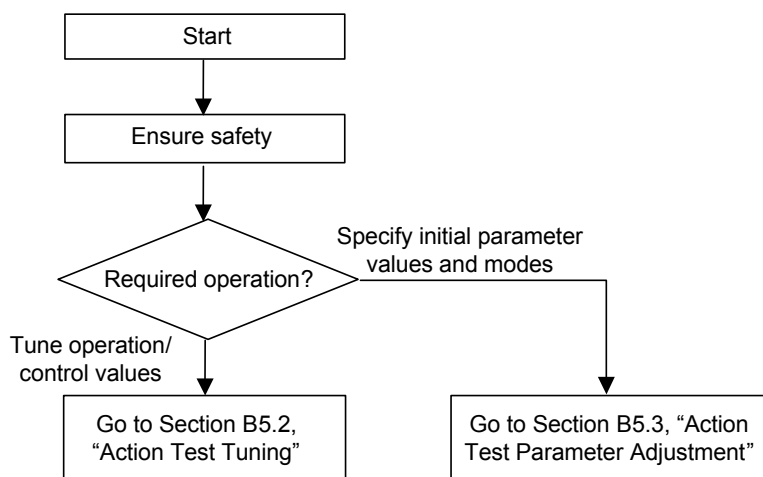 Start
Ensure safety
Required operation?
Specify initial parameter
values and modes
Tune operation/
control values
Go to Section B5.2,
“Action Test Tuning”
Go to Section B5.3, “Action
Test Parameter Adjustment”